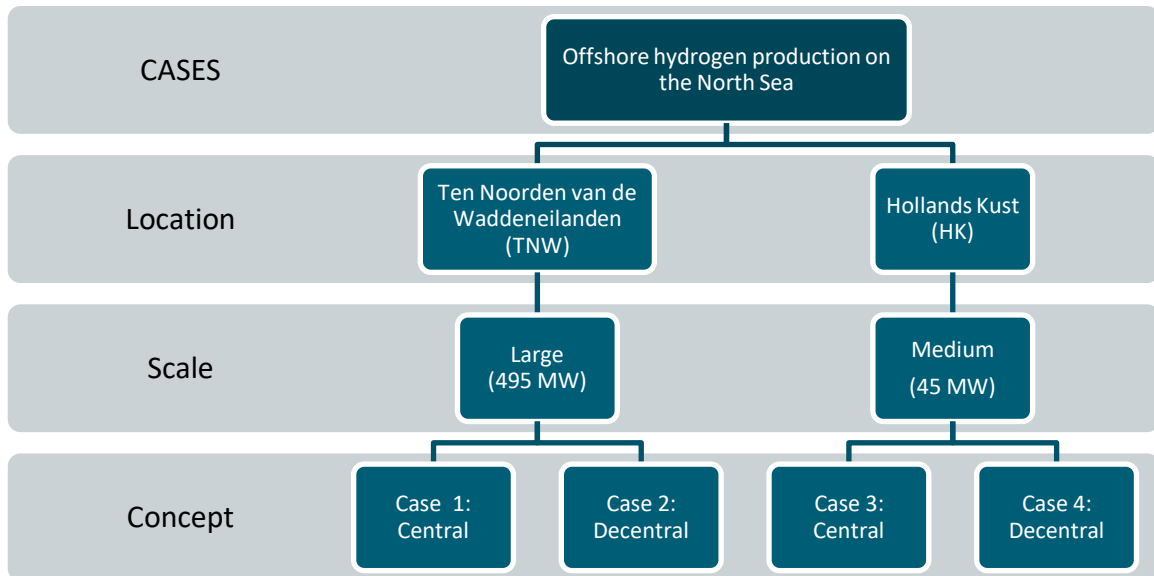 CASES
Offshore hydrogen production on
the North Sea
Location
Ten Noorden van de
Waddeneilanden
(TNW)
Hollands Kust
(HK)
Scale
Large
(495 MW)
Medium
(45 MW)
Concept
Case 1:
Central
Case 2:
Decentral
Case 3:
Central
Case 4:
Decentral